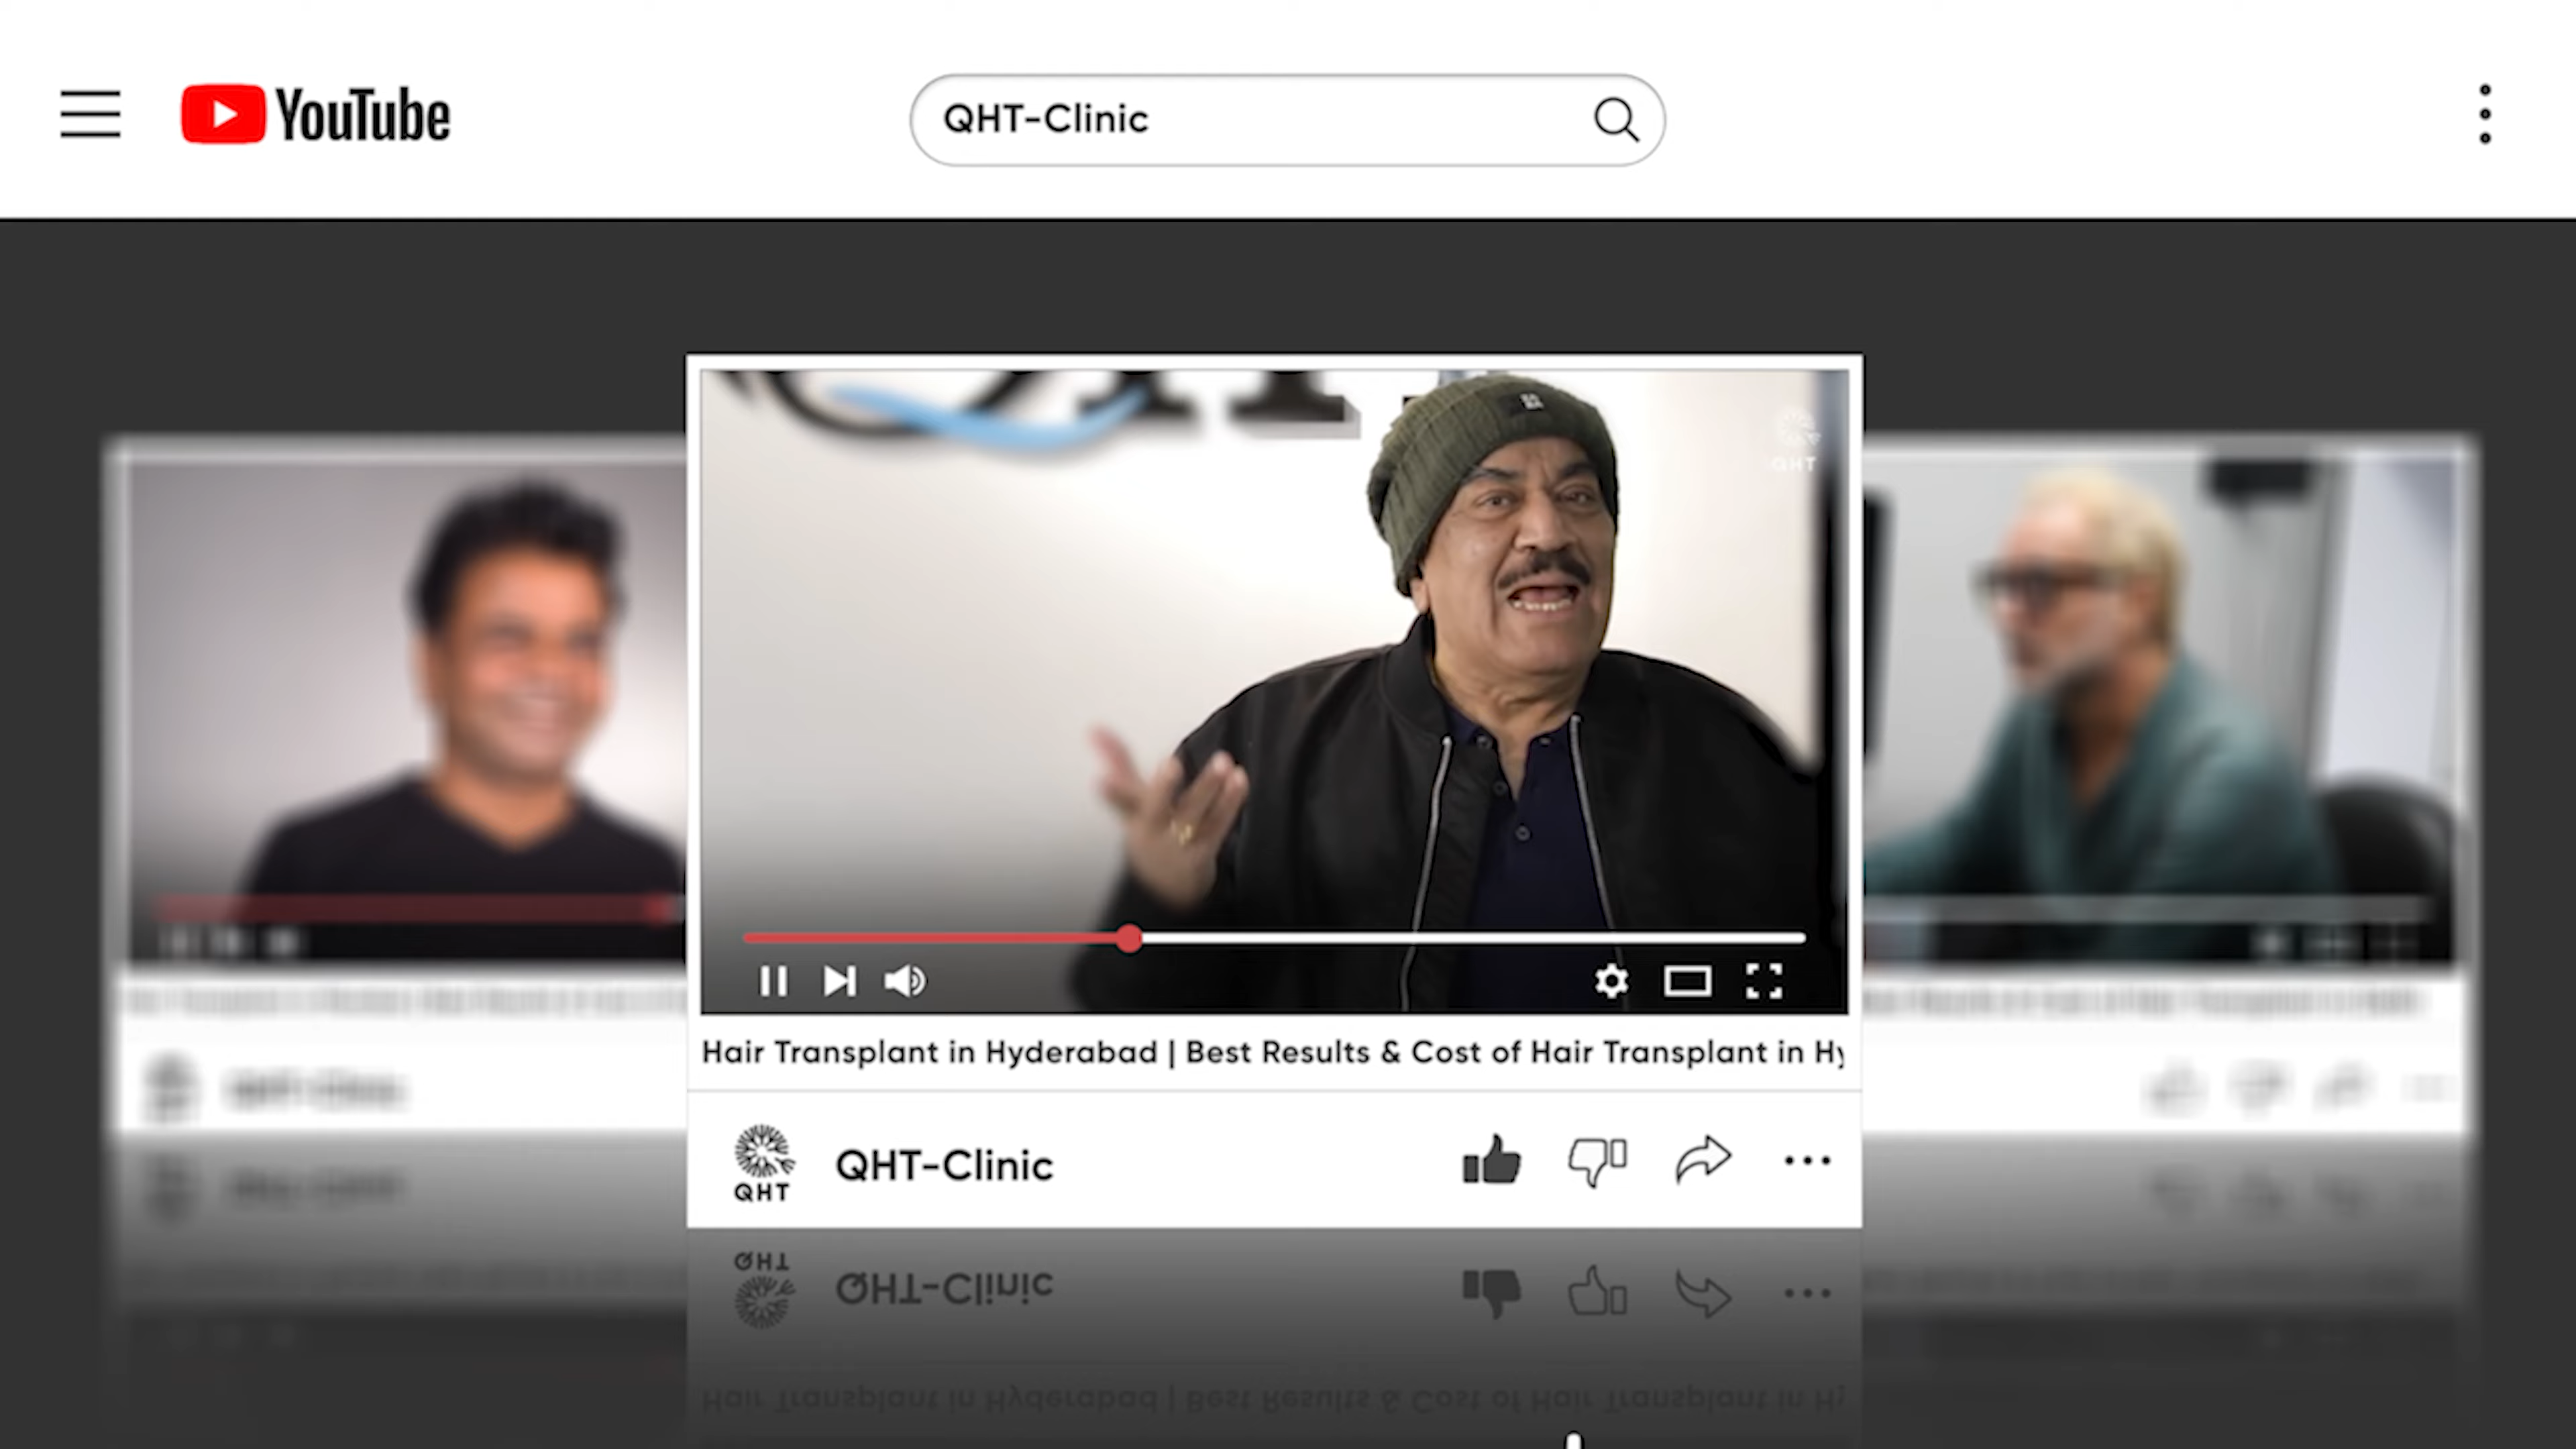 YouTube
QHT-Clinic
QHT
Hair Transplant in Hyderabad | Best Results & Cost of Hair Transplant in Hy
QHT
QHT-Clinic